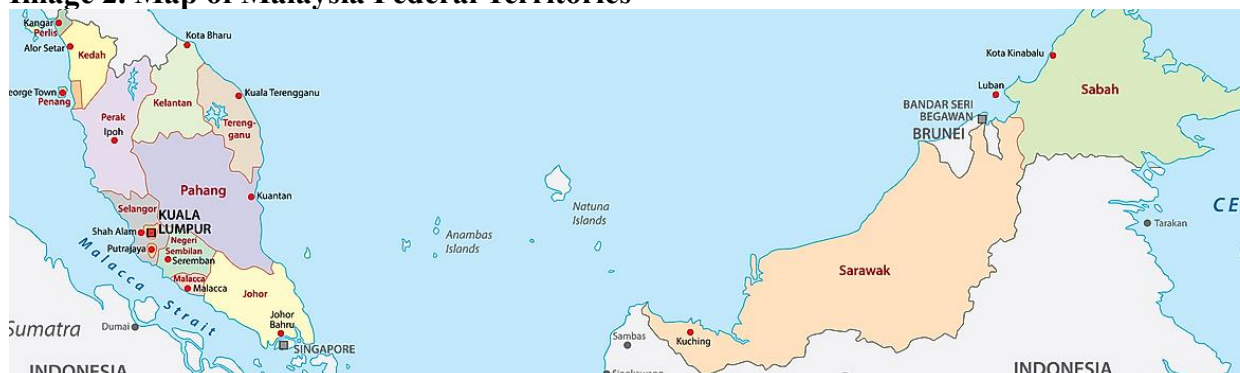 Image 2: Map of Malaysia Federal Territories
Kangar
Perlis
Alor Setar
Kedah
Kota Bharu
eorge Town
Penang
Perak
Ipoh
Kelantan
Kuala Terengganu
Tereng-
ganu
Pahang
Kuantan
Selangor
KUALA
LUMPUR
Shah Alam
Putrajaya
Negeri
Sembilan
Seremban
Malacca
Malacca
Johor
Johor
Bahru
SINGAPORE
Malacca Strait
Sumatra
Dumai
INDONESIA
Anambas
Islands
Natuna
Islands
Kota Kinabalu
Luban
Sabah
BANDAR SERI
BEGAWAN
BRUNEI
CE
Tarakan
Sarawak
Kuching
Sambas
Singkawang
INDONESIA